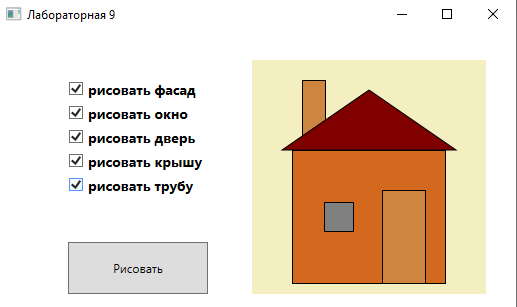 Лабораторная 9
рисовать фасад
рисовать окно
рисовать дверь
рисовать крышу
рисовать трубу
Рисовать